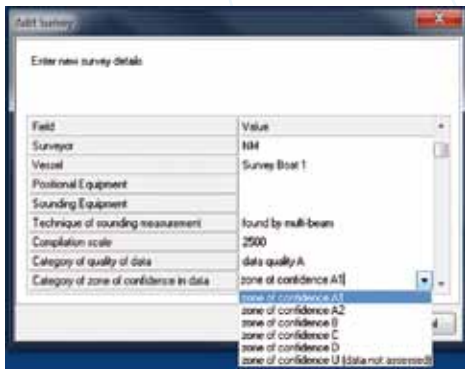 Add Survey
Enter new survey details
Field Value
Surveyor NM
Vessel Survey Boat 1
Positional Equipment
Sounding Equipment
Technique of sounding measurement found by multi-beam
Compilation scale 2500
Category of quality of data data quality A
Category of zone of confidence in data zone of confidence A1
zone of confidence A1
zone of confidence A2
zone of confidence B
zone of confidence C
zone of confidence D
zone of confidence U (data not assessed)